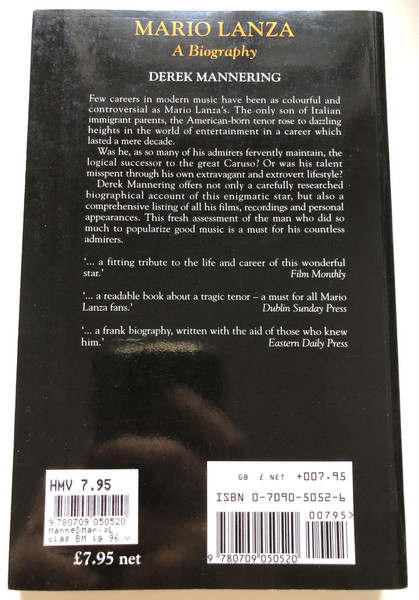 MARIO LANZA
A Biography
DEREK MANNERING
Few careers in modern music have been as colourful and
controversial as Mario Lanza's. The only son of Italian
immigrant parents, the American-born tenor rose to dazzling
heights in the world of entertainment in a career which
lasted a mere decade.
Was he, as so many of his admirers fervently maintain, the
logical successor to the great Caruso? Or was his talent
misspent through his own extravagant and extrovert lifestyle?
Derek Mannering offers not only a carefully researched
biographical account of this enigmatic star, but also a
comprehensive listing of all his films, recordings and personal
appearances. This fresh assessment of the man who did so
much to popularize good music is a must for his countless
admirers.
'... a fitting tribute to the life and career of this wonderful
star.' Film Monthly
'... a readable book about a tragic tenor – a must for all Mario
Lanza fans.' Dublin Sunday Press
'... a frank biography, written with the aid of those who knew
him.' Eastern Daily Press
HMV 7.95
9 780709 050520
ManneDMarioL
clas BM lg 96 v
£7.95 net
GB £ NET +007.95
ISBN 0-7090-5052-6
00795>
9 780709 050520